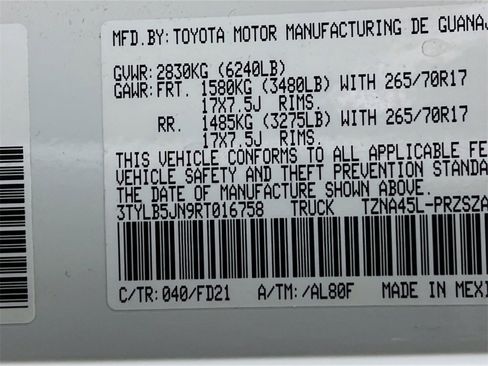 MFD.BY: TOYOTA MOTOR MANUFACTURING DE GUANAJ
GVWR: 2830KG (6240LB)
GAWR: FRT. 1580KG (3480LB) WITH 265/70R17
17X7.5J RIMS.
RR. 1485KG (3275LB) WITH 265/70R17
17X7.5J RIMS.
THIS VEHICLE CONFORMS TO ALL APPLICABLE FE
VEHICLE SAFETY AND THEFT PREVENTION STANDA
THE DATE OF MANUFACTURE SHOWN ABOVE.
3TYLB5JN9RT016758 TRUCK TZNA45L-PRZSZA
C/TR: 040/FD21 A/TM: /AL80F MADE IN MEXI